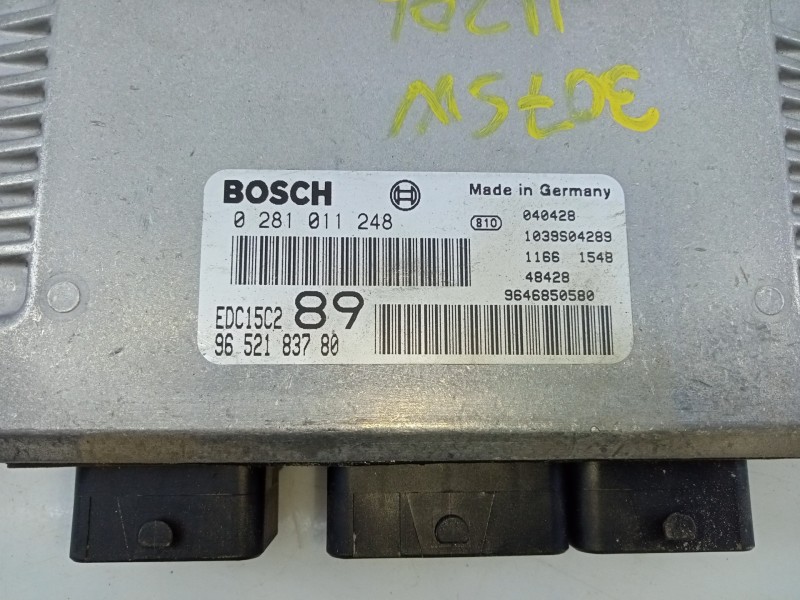 307SW
BOSCH
Made in Germany
0 281 011 248
810
040428
1039S04289
1166 1548
48428
9646850580
EDC15C2 89
96 521 837 80